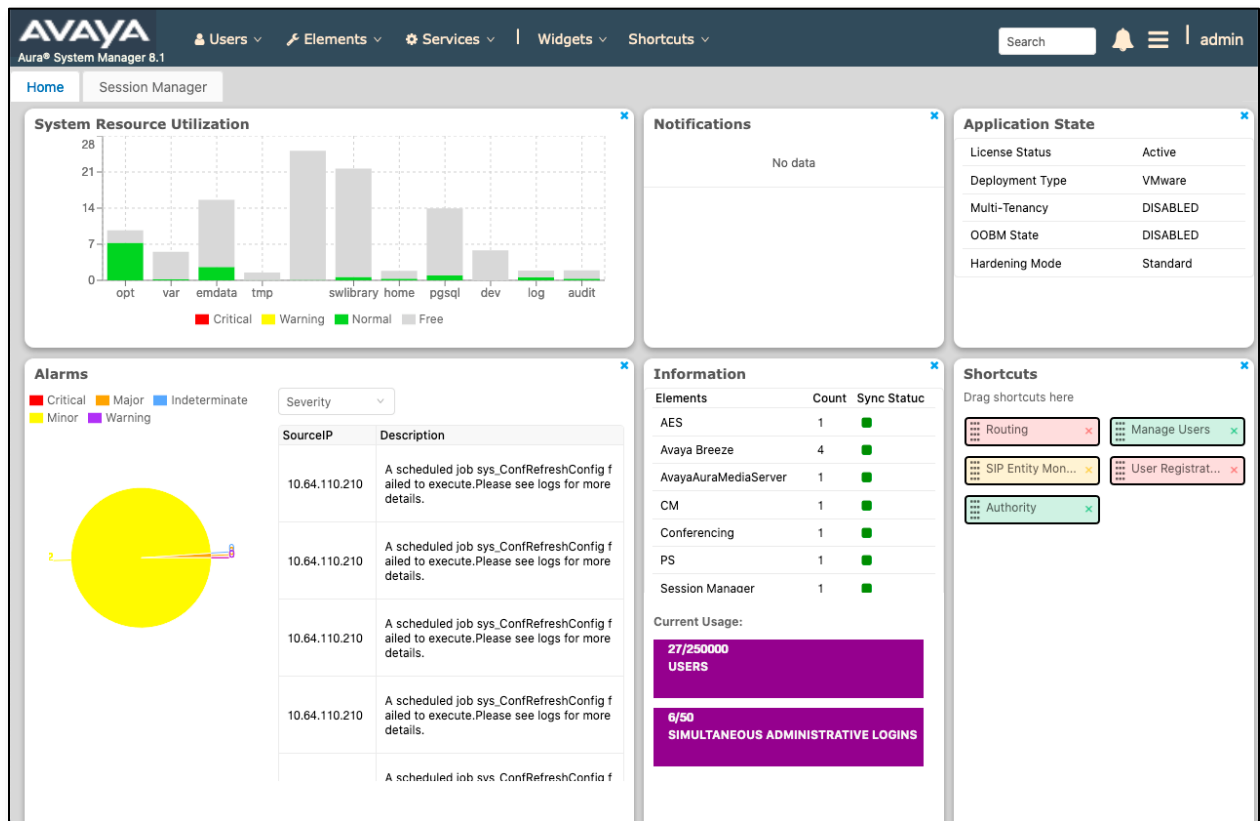 AVAYA
Aura® System Manager 8.1
Users
Elements
Services
Widgets
Shortcuts
Search
admin
Home
Session Manager
System Resource Utilization
28
21
14
7
0
opt
var
emdata
tmp
swlibrary
home
pgsql
dev
log
audit
Critical
Warning
Normal
Free
Notifications
No data
Application State
License Status Active
Deployment Type VMware
Multi-Tenancy DISABLED
OOBM State DISABLED
Hardening Mode Standard
Alarms
Critical Major Indeterminate
Minor Warning
Severity
SourceIP Description
10.64.110.210
A scheduled job sys_ConfRefreshConfig f
ailed to execute.Please see logs for more
details.
10.64.110.210
A scheduled job sys_ConfRefreshConfig f
ailed to execute.Please see logs for more
details.
10.64.110.210
A scheduled job sys_ConfRefreshConfig f
ailed to execute.Please see logs for more
details.
10.64.110.210
A scheduled job sys_ConfRefreshConfig f
ailed to execute.Please see logs for more
details.
A scheduled job sys_ConfRefreshConfig f
Information
Elements Count Sync Statuc
AES 1
Avaya Breeze 4
AvayaAuraMediaServer 1
CM 1
Conferencing 1
PS 1
Session Manager 1
Current Usage:
27/250000
USERS
6/50
SIMULTANEOUS ADMINISTRATIVE LOGINS
Shortcuts
Drag shortcuts here
Routing
Manage Users
SIP Entity Mon...
User Registrat...
Authority